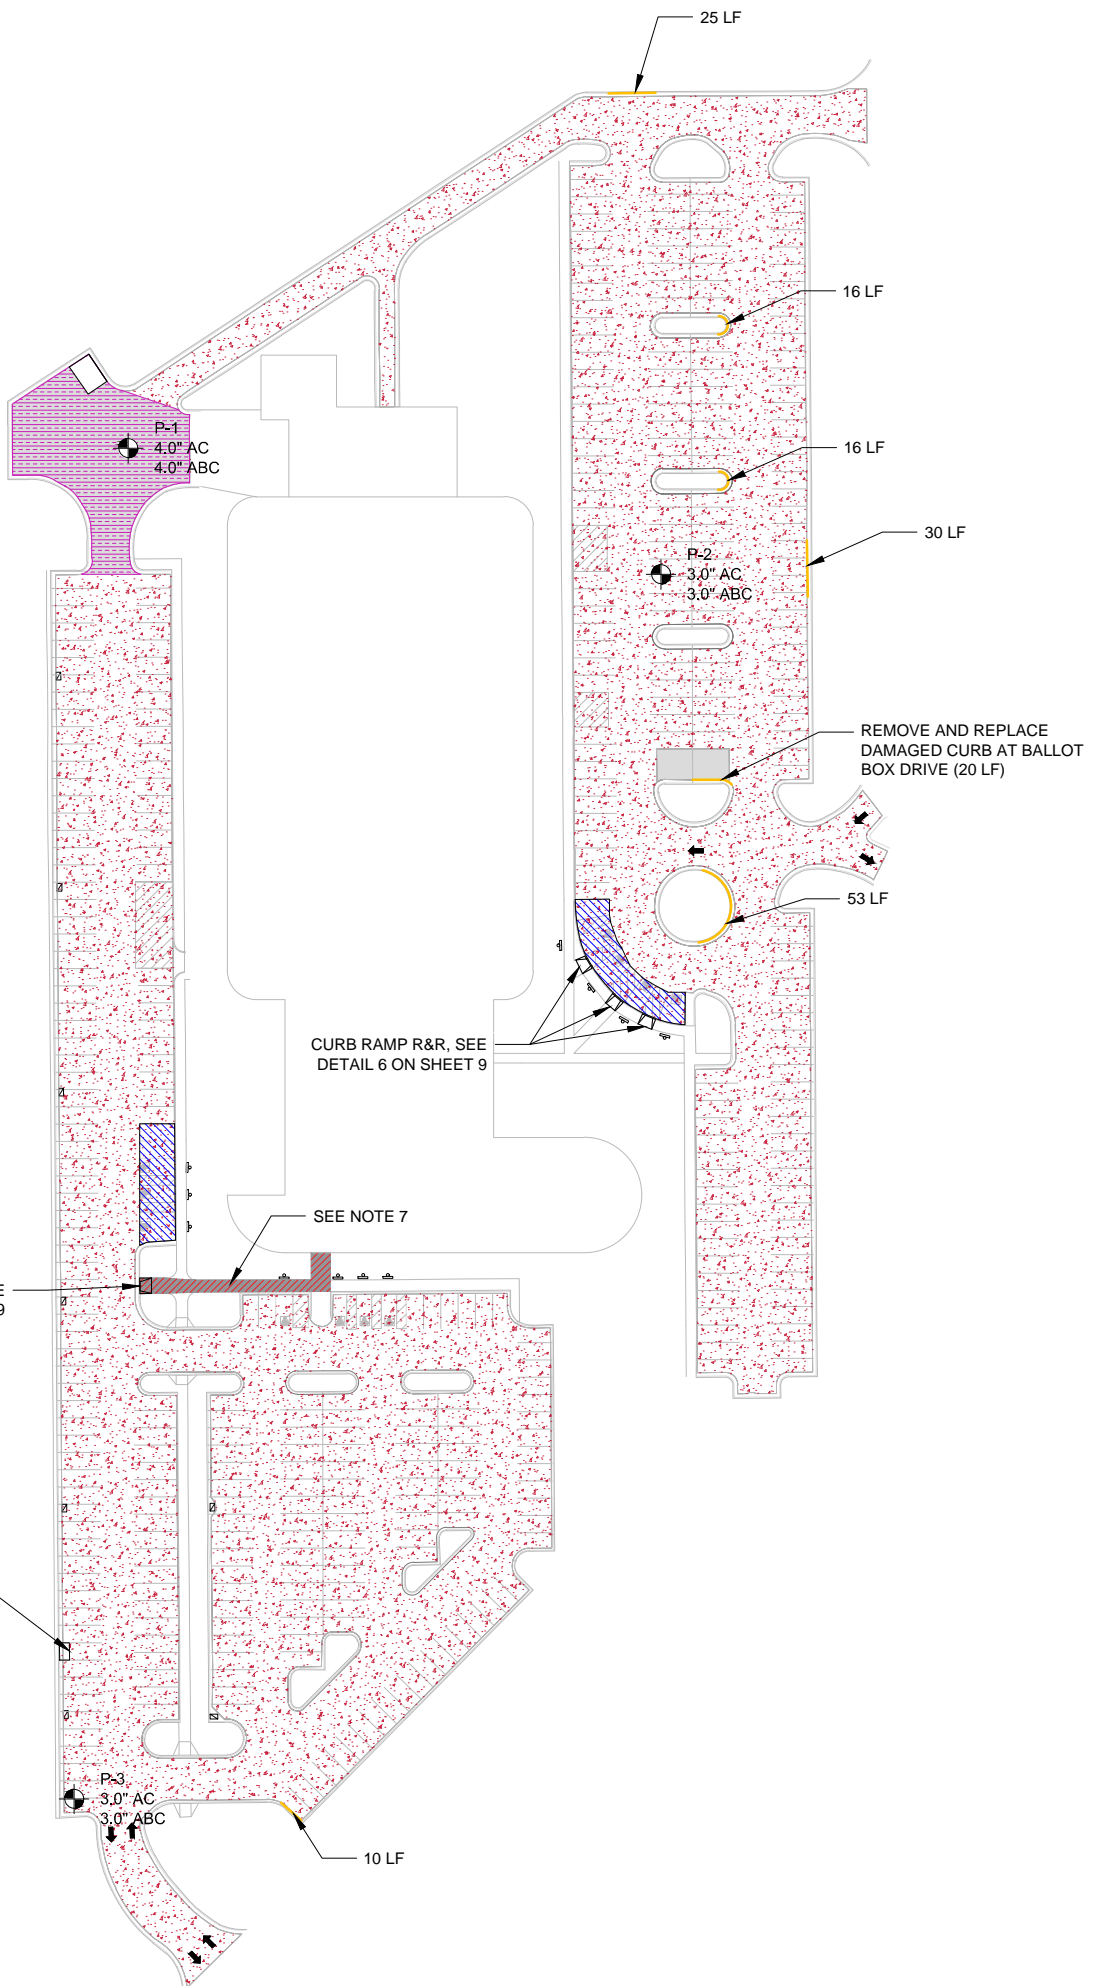 25 LF
16 LF
P-1
4.0" AC
4.0" ABC
16 LF
30 LF
P-2
3.0" AC
3.0" ABC
REMOVE AND REPLACE
DAMAGED CURB AT BALLOT
BOX DRIVE (20 LF)
53 LF
CURB RAMP R&R, SEE
DETAIL 6 ON SHEET 9
SEE NOTE 7
E
9
P-3
3.0" AC
3.0" ABC
10 LF